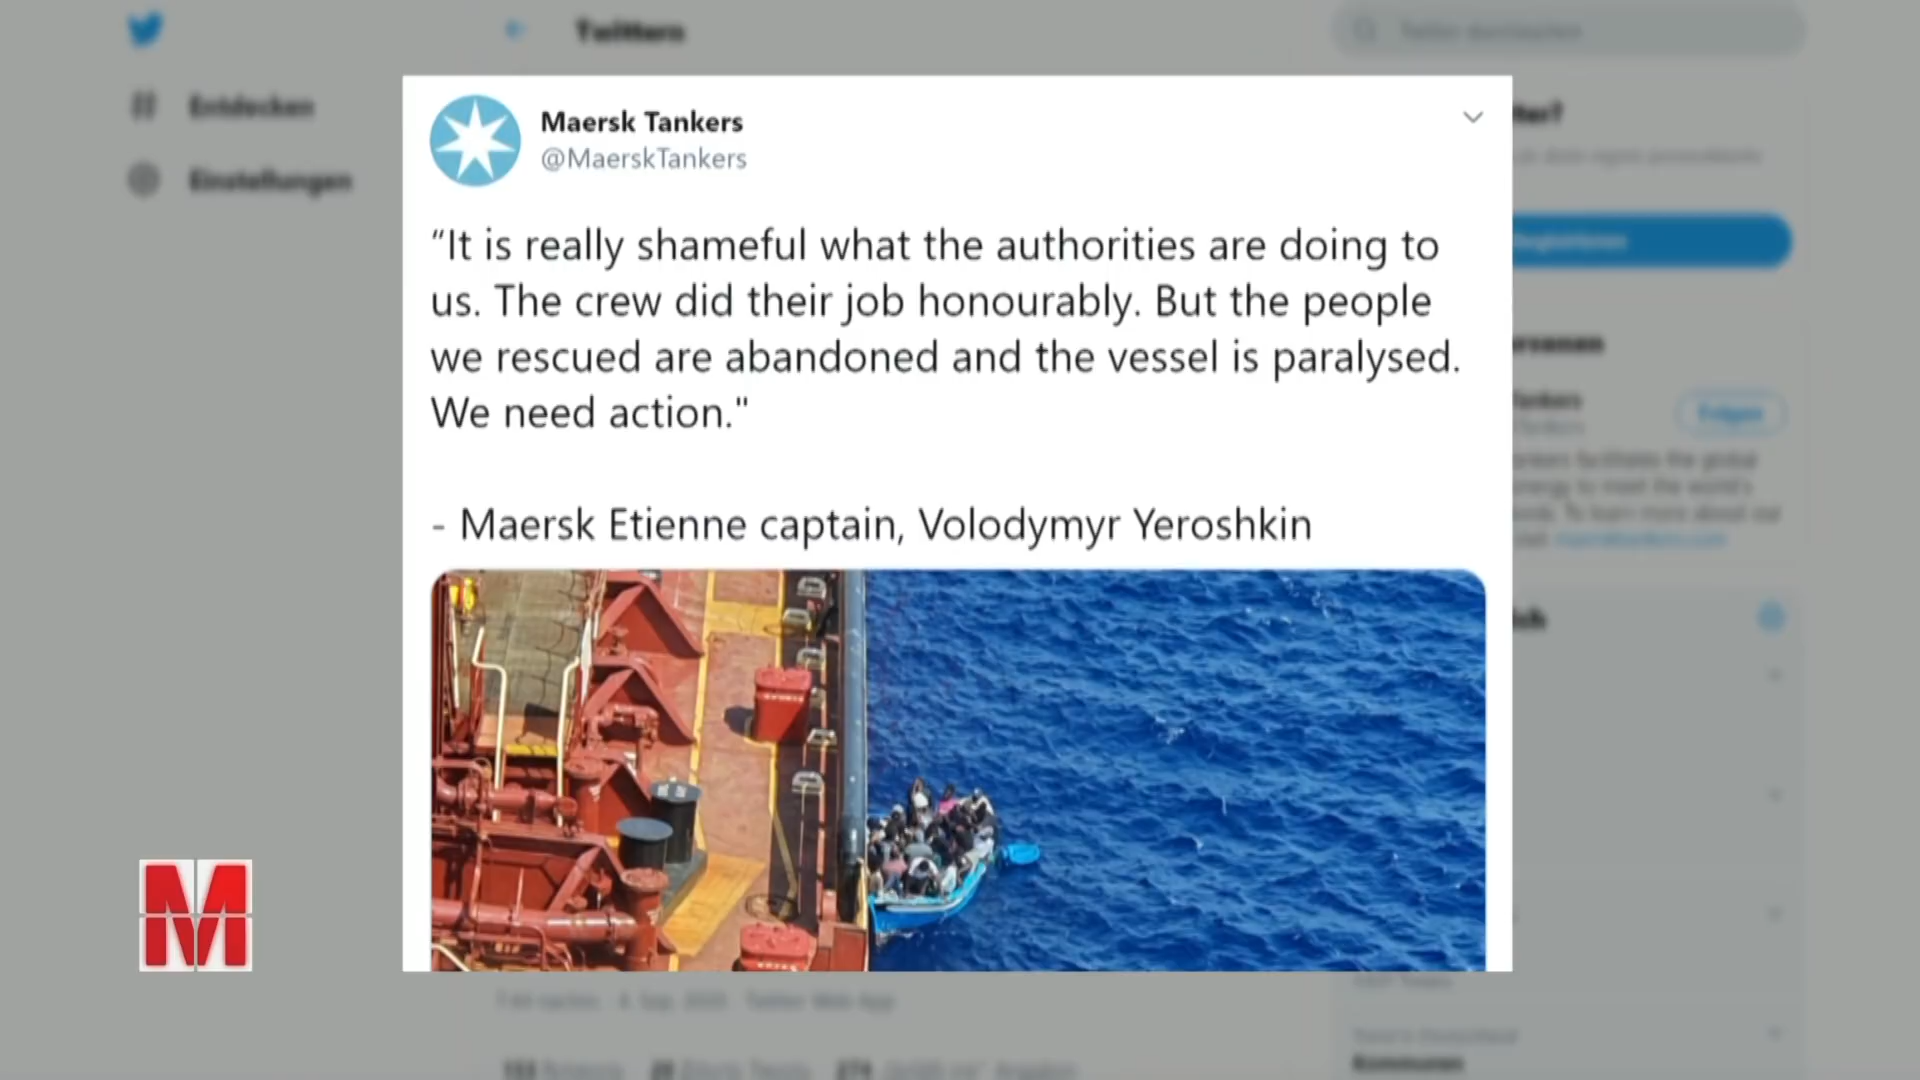 Twittern
Entdecken
Einstellungen
Maersk Tankers
@MaerskTankers
“It is really shameful what the authorities are doing to
us. The crew did their job honourably. But the people
we rescued are abandoned and the vessel is paralysed.
We need action."
- Maersk Etienne captain, Volodymyr Yeroshkin
Folgen
M